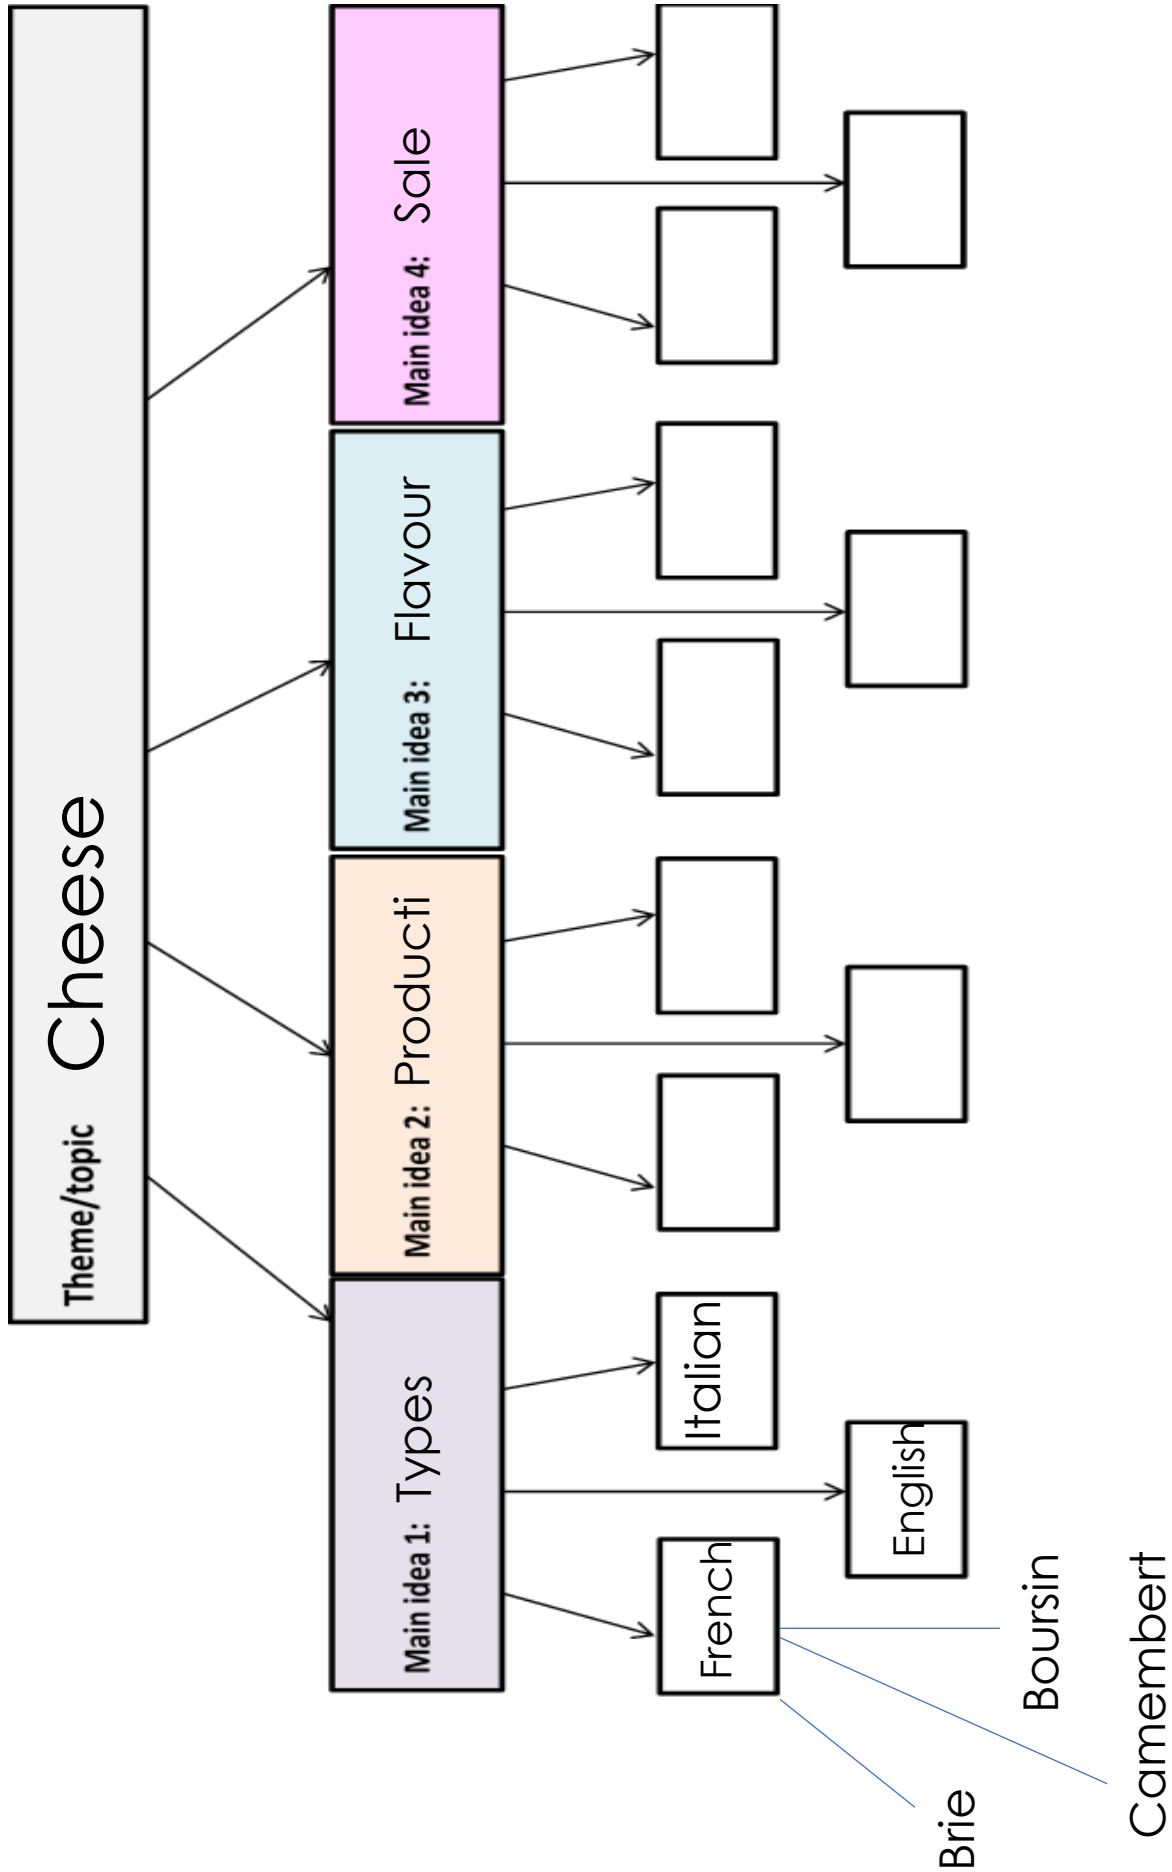 Theme/topic Cheese
Main idea 1: Types
Main idea 2: Producti
Main idea 3: Flavour
Main idea 4: Sale
French
Italian
English
Brie
Boursin
Camembert